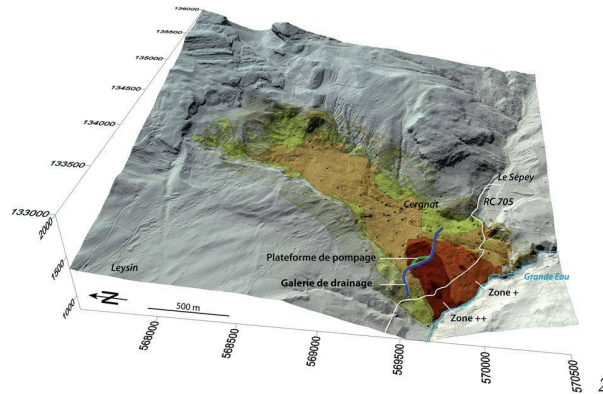 136000
135500
135000
134000
133500
133000
2000
1500
1000
Le Sépey
RC 705
Cergnat
Plateforme de pompage
Galerie de drainage
Grande Eau
Zone +
Zone ++
Leysin
N
500 m
568000
568500
569000
569500
570000
570500
2